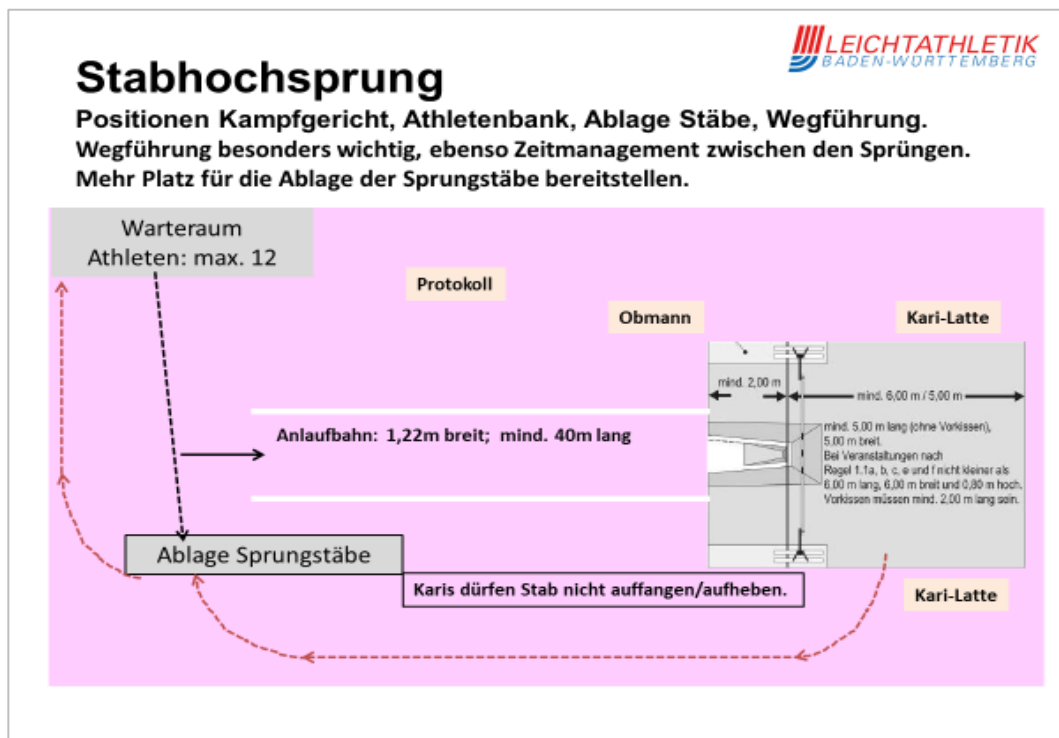 LEICHTATHLETIK
BADEN-WÜRTTEMBERG
Stabhochsprung
Positionen Kampfgericht, Athletenbank, Ablage Stäbe, Wegführung.
Wegführung besonders wichtig, ebenso Zeitmanagement zwischen den Sprüngen.
Mehr Platz für die Ablage der Sprungstäbe bereitstellen.
Warteraum
Athleten: max. 12
Protokoll
Obmann
Kari-Latte
mind. 2,00 m
mind. 6,00 m / 5,00 m
Anlaufbahn: 1,22m breit; mind. 40m lang
mind. 5,00 m lang (ohne Vorkissen),
5,00 m breit.
Bei Veranstaltungen nach
Regel 1.1a, b, c, e und f nicht kleiner als
6,00 m lang, 6,00 m breit und 0,80 m hoch.
Vorkissen müssen mind. 2,00 m lang sein.
Ablage Sprungstäbe
Karis dürfen Stab nicht auffangen/aufheben.
Kari-Latte